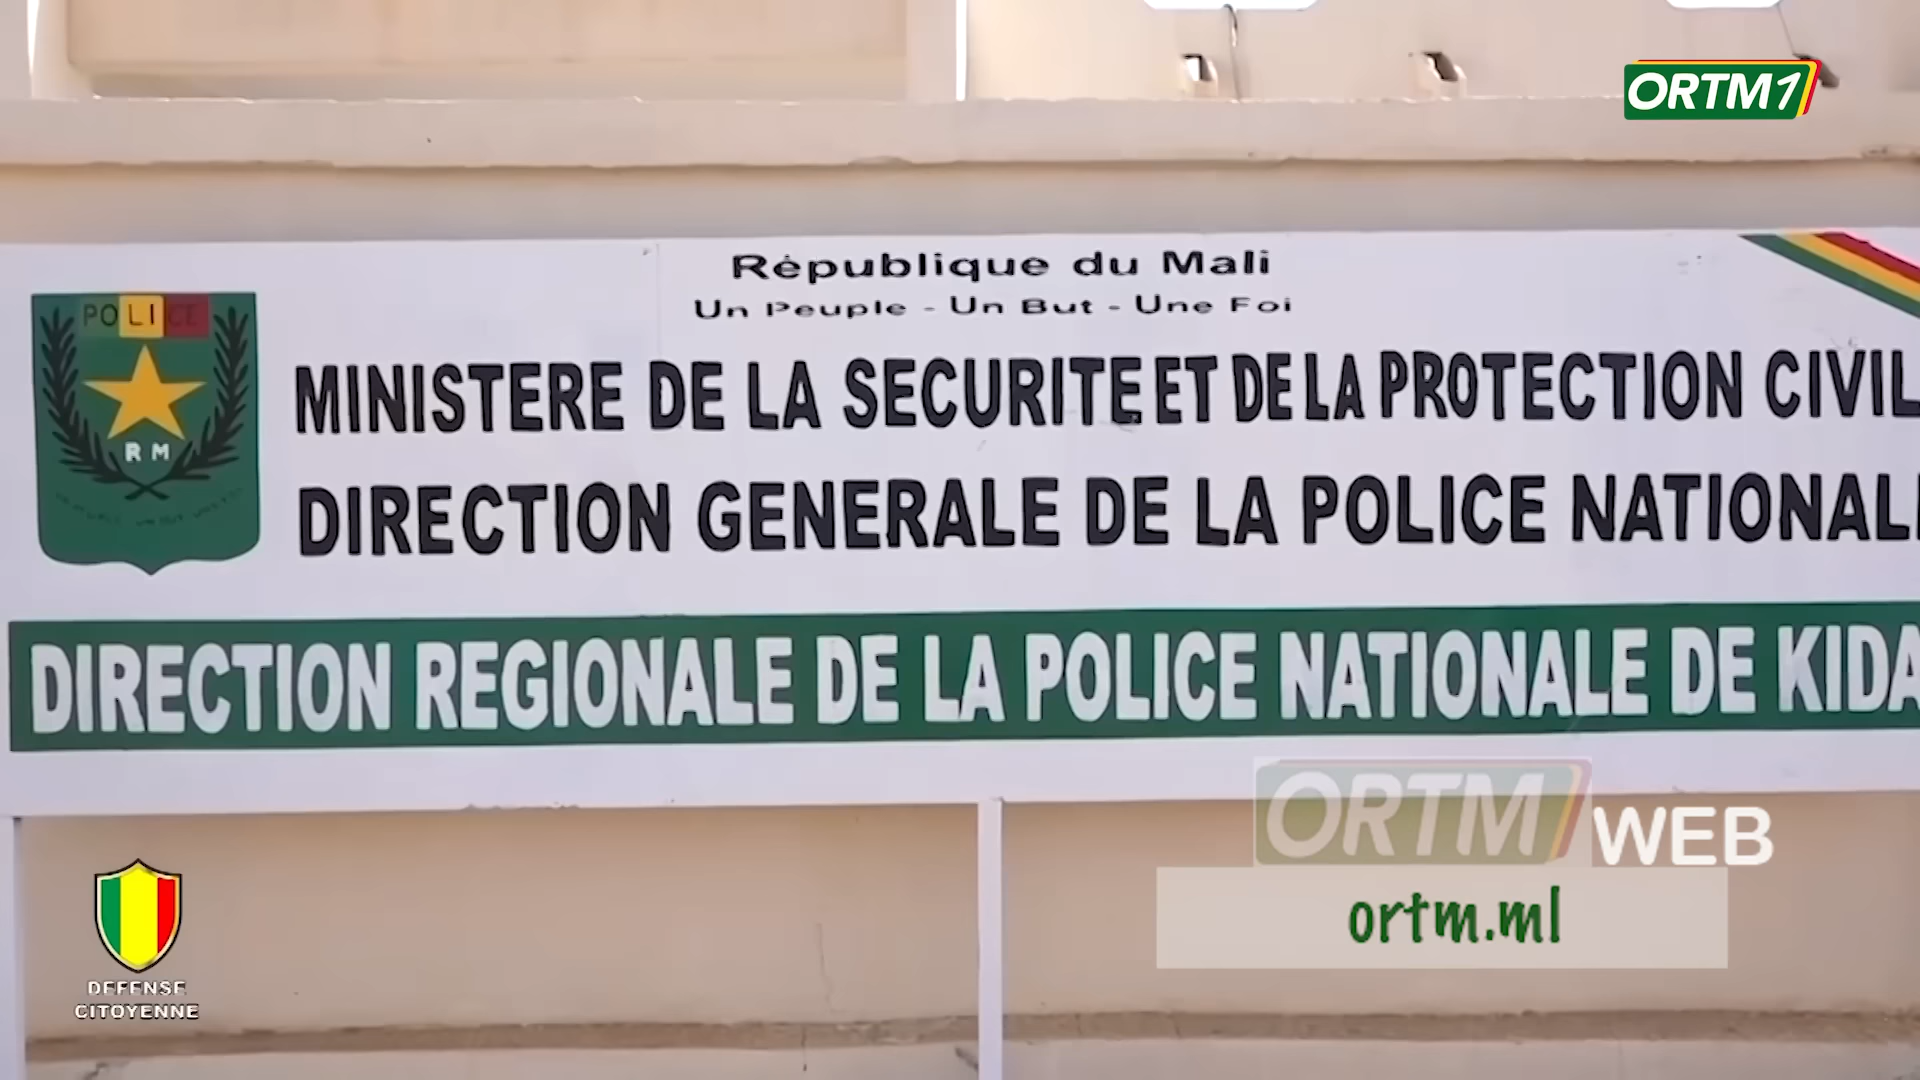 ORTM1
République du Mali
Un Peuple - Un But - Une Foi
POLICE
RM
MINISTERE DE LA SECURITE ET DE LA PROTECTION CIVIL
DIRECTION GENERALE DE LA POLICE NATIONAL
DIRECTION REGIONALE DE LA POLICE NATIONALE DE KIDA
ORTM WEB
ortm.ml
DEFENSE
CITOYENNE